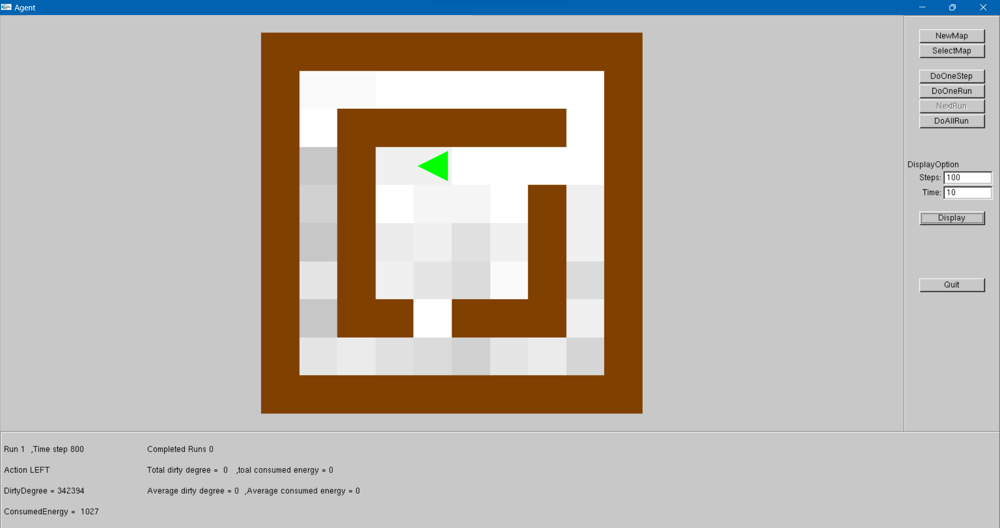 Agent
NewMap
SelectMap
DoOneStep
DoOneRun
NextRun
DoAllRun
DisplayOption
Steps: 100
Time: 10
Display
Quit
Run 1 ,Time step 800
Completed Runs 0
Action LEFT
Total dirty degree = 0 ,toal consumed energy = 0
DirtyDegree = 342394
Average dirty degree = 0 ,Average consumed energy = 0
ConsumedEnergy = 1027